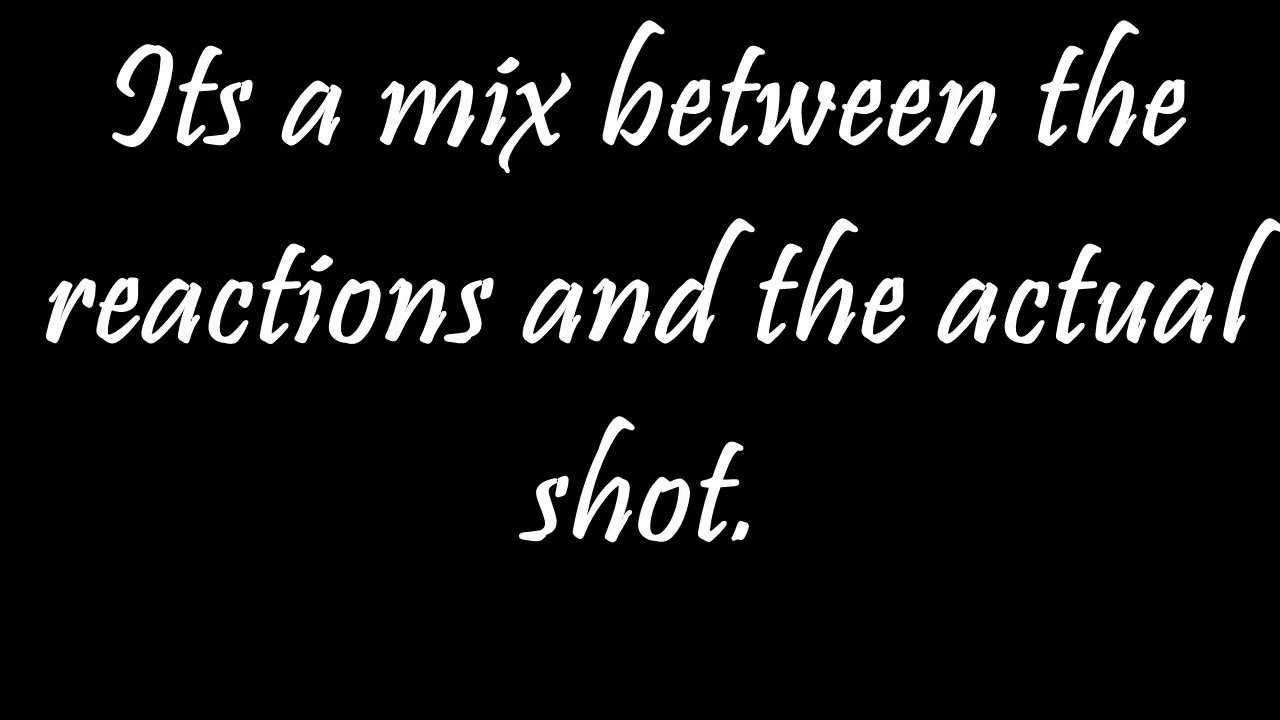 Its a mix between the
reactions and the actual
shot.